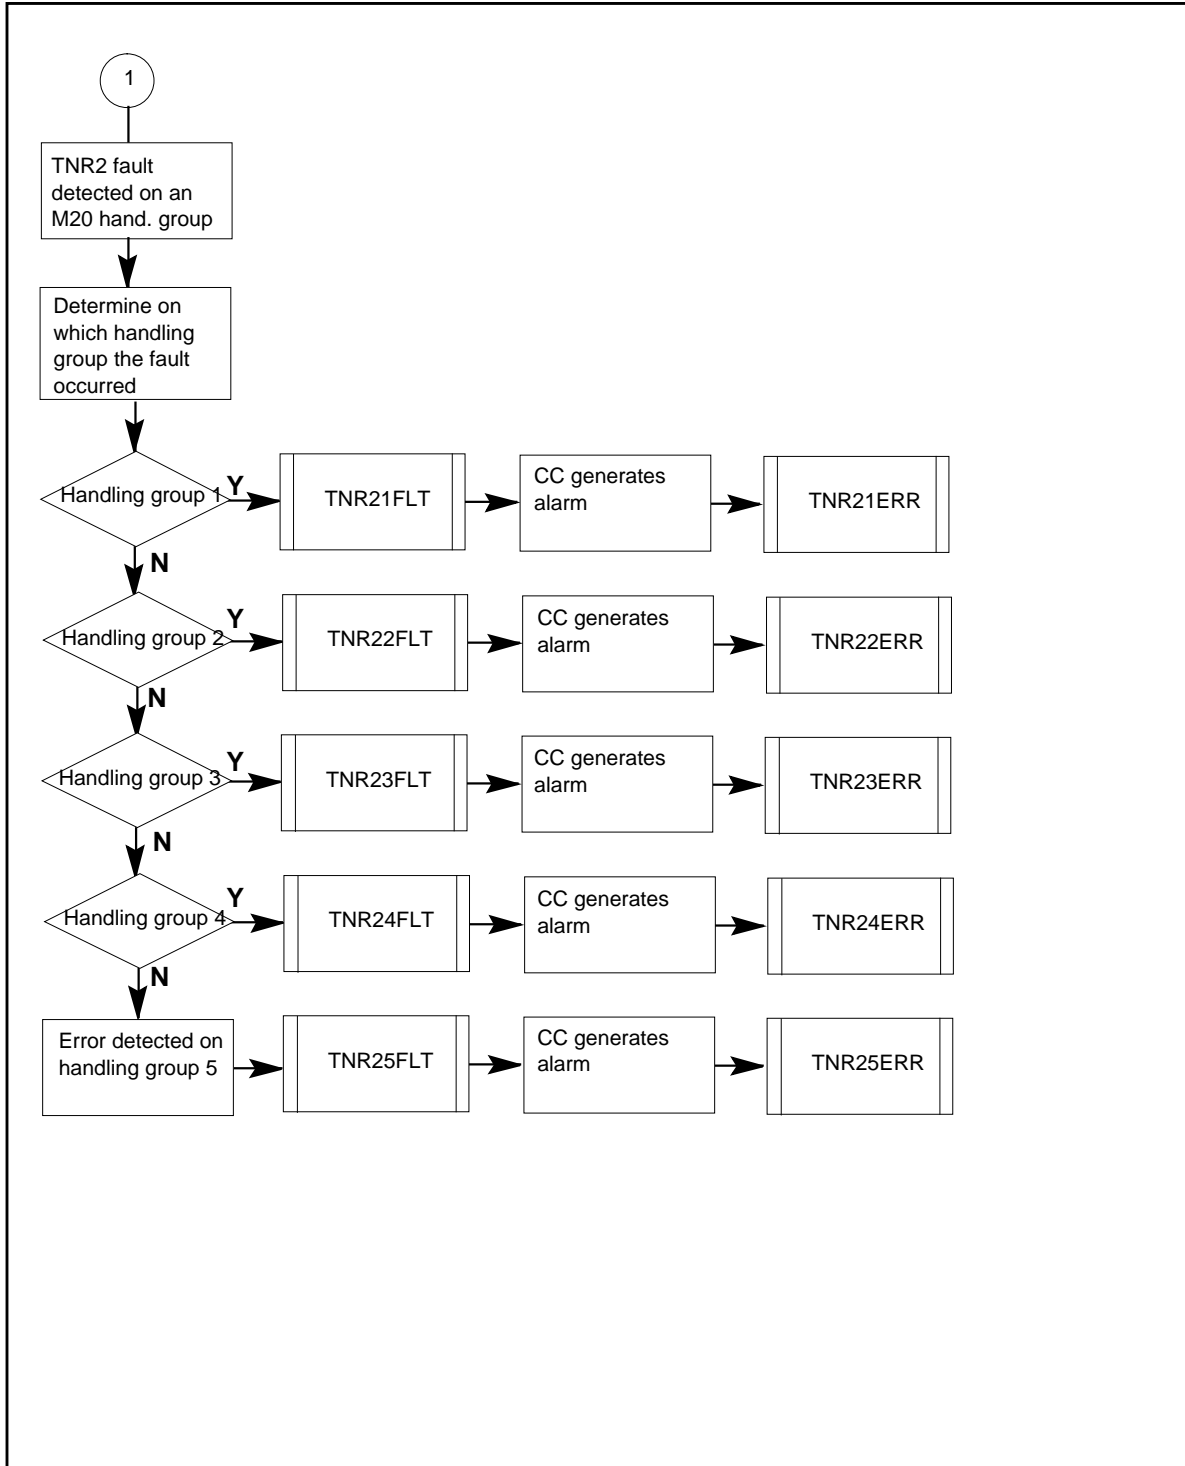 1
TNR2 fault
detected on an
M20 hand. group
Determine on
which handling
group the fault
occurred
Handling group 1
Y
TNR21FLT
CC generates
alarm
TNR21ERR
N
Handling group 2
Y
TNR22FLT
CC generates
alarm
TNR22ERR
N
Handling group 3
Y
TNR23FLT
CC generates
alarm
TNR23ERR
N
Handling group 4
Y
TNR24FLT
CC generates
alarm
TNR24ERR
N
Error detected on
handling group 5
TNR25FLT
CC generates
alarm
TNR25ERR